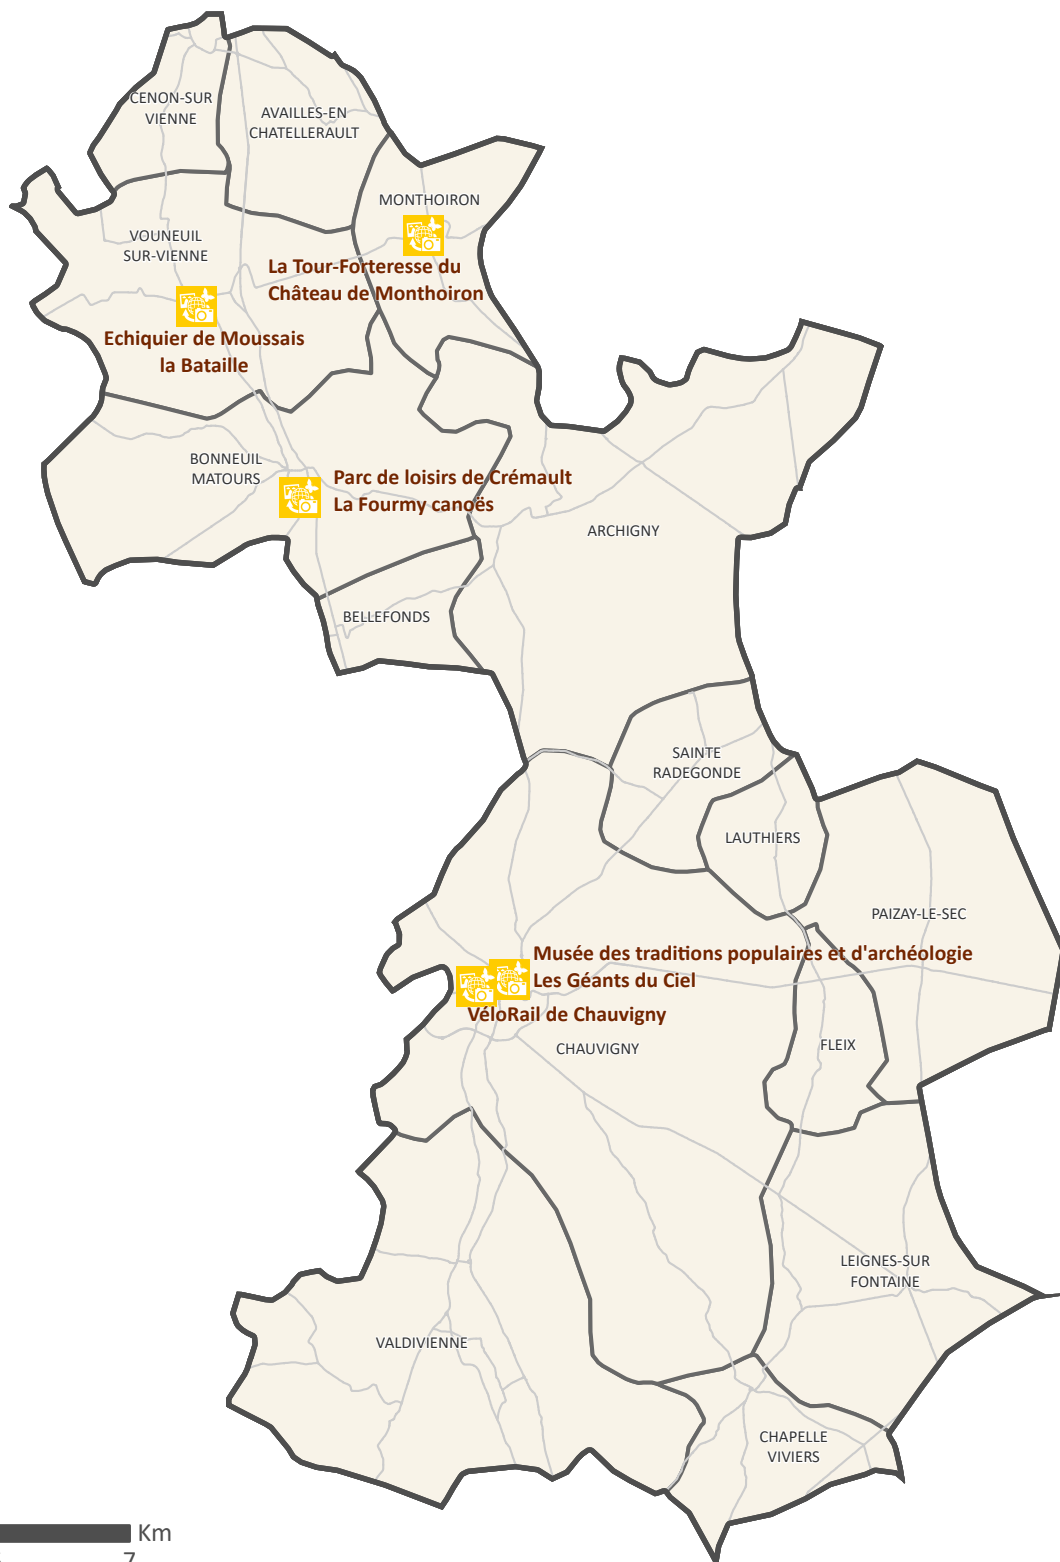 CENON-SUR
VIENNE
AVAILLES-EN
CHATELLERAULT
MONTHOIRON
VOUNEUIL
SUR-VIENNE
La Tour-Forteresse du
Château de Monthoiron
Echiquier de Moussais
la Bataille
BONNEUIL
MATOURS
Parc de loisirs de Crémault
La Fourmy canoës
ARCHIGNY
BELLEFONDS
SAINTE
RADEGONDE
LAUTHIERS
PAIZAY-LE-SEC
Musée des traditions populaires et d'archéologie
Les Géants du Ciel
VéloRail de Chauvigny
CHAUVIGNY
FLEIX
LEIGNES-SUR
FONTAINE
VALDIVIENNE
CHAPELLE
VIVIERS
Km
7